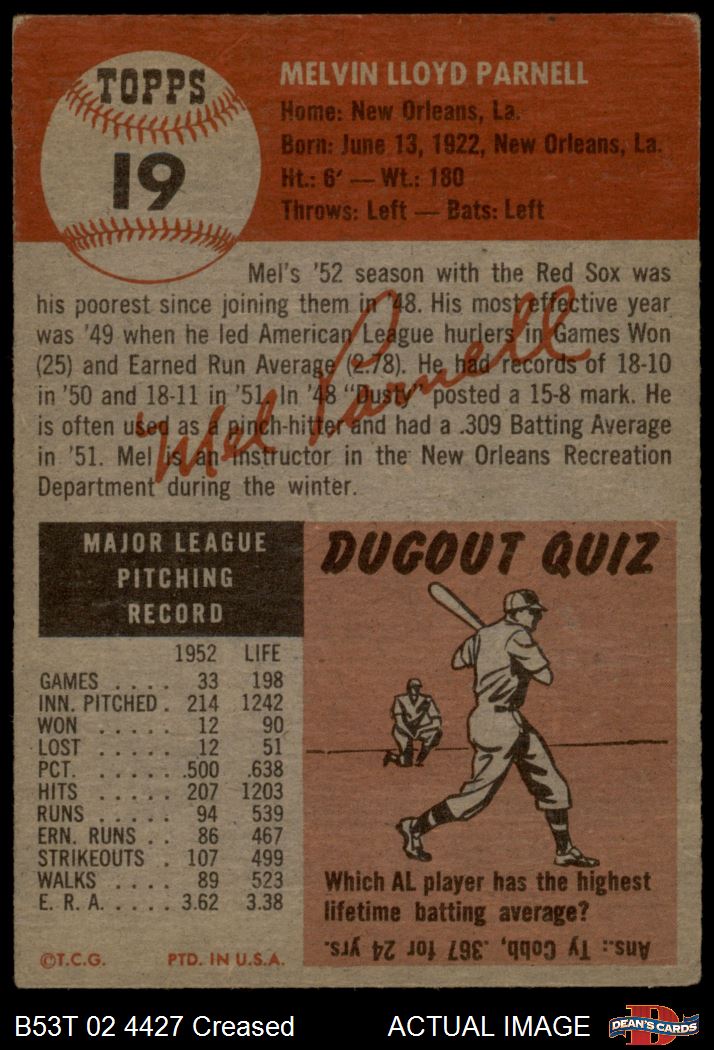 TOPPS
19
MELVIN LLOYD PARNELL
Home: New Orleans, La.
Born: June 13, 1922, New Orleans, La.
Ht.: 6' — Wt.: 180
Throws: Left — Bats: Left
Mel's '52 season with the Red Sox was
his poorest since joining them in '48. His most effective year
was '49 when he led American League hurlers in Games Won
(25) and Earned Run Average (2.78). He had records of 18-10
in '50 and 18-11 in '51. In '48 "Dusty" posted a 15-8 mark. He
is often used as a pinch-hitter and had a .309 Batting Average
in '51. Mel is an instructor in the New Orleans Recreation
Department during the winter.
Mel Parnell
MAJOR LEAGUE
PITCHING
RECORD
1952 LIFE
GAMES . . . . 33 198
INN. PITCHED . 214 1242
WON . . . . . 12 90
LOST . . . . . 12 51
PCT. . . . . . .500 .638
HITS . . . . . 207 1203
RUNS . . . . . 94 539
ERN. RUNS . . 86 467
STRIKEOUTS . 107 499
WALKS . . . . 89 523
E. R. A. . . . . . 3.62 3.38
©T.C.G. PTD. IN U.S.A.
DUGOUT QUIZ
Which AL player has the highest
lifetime batting average?
Ans.: Ty Cobb, .367 for 24 yrs.
B53T 02 4427 Creased ACTUAL IMAGE
D
DEAN'S CARDS